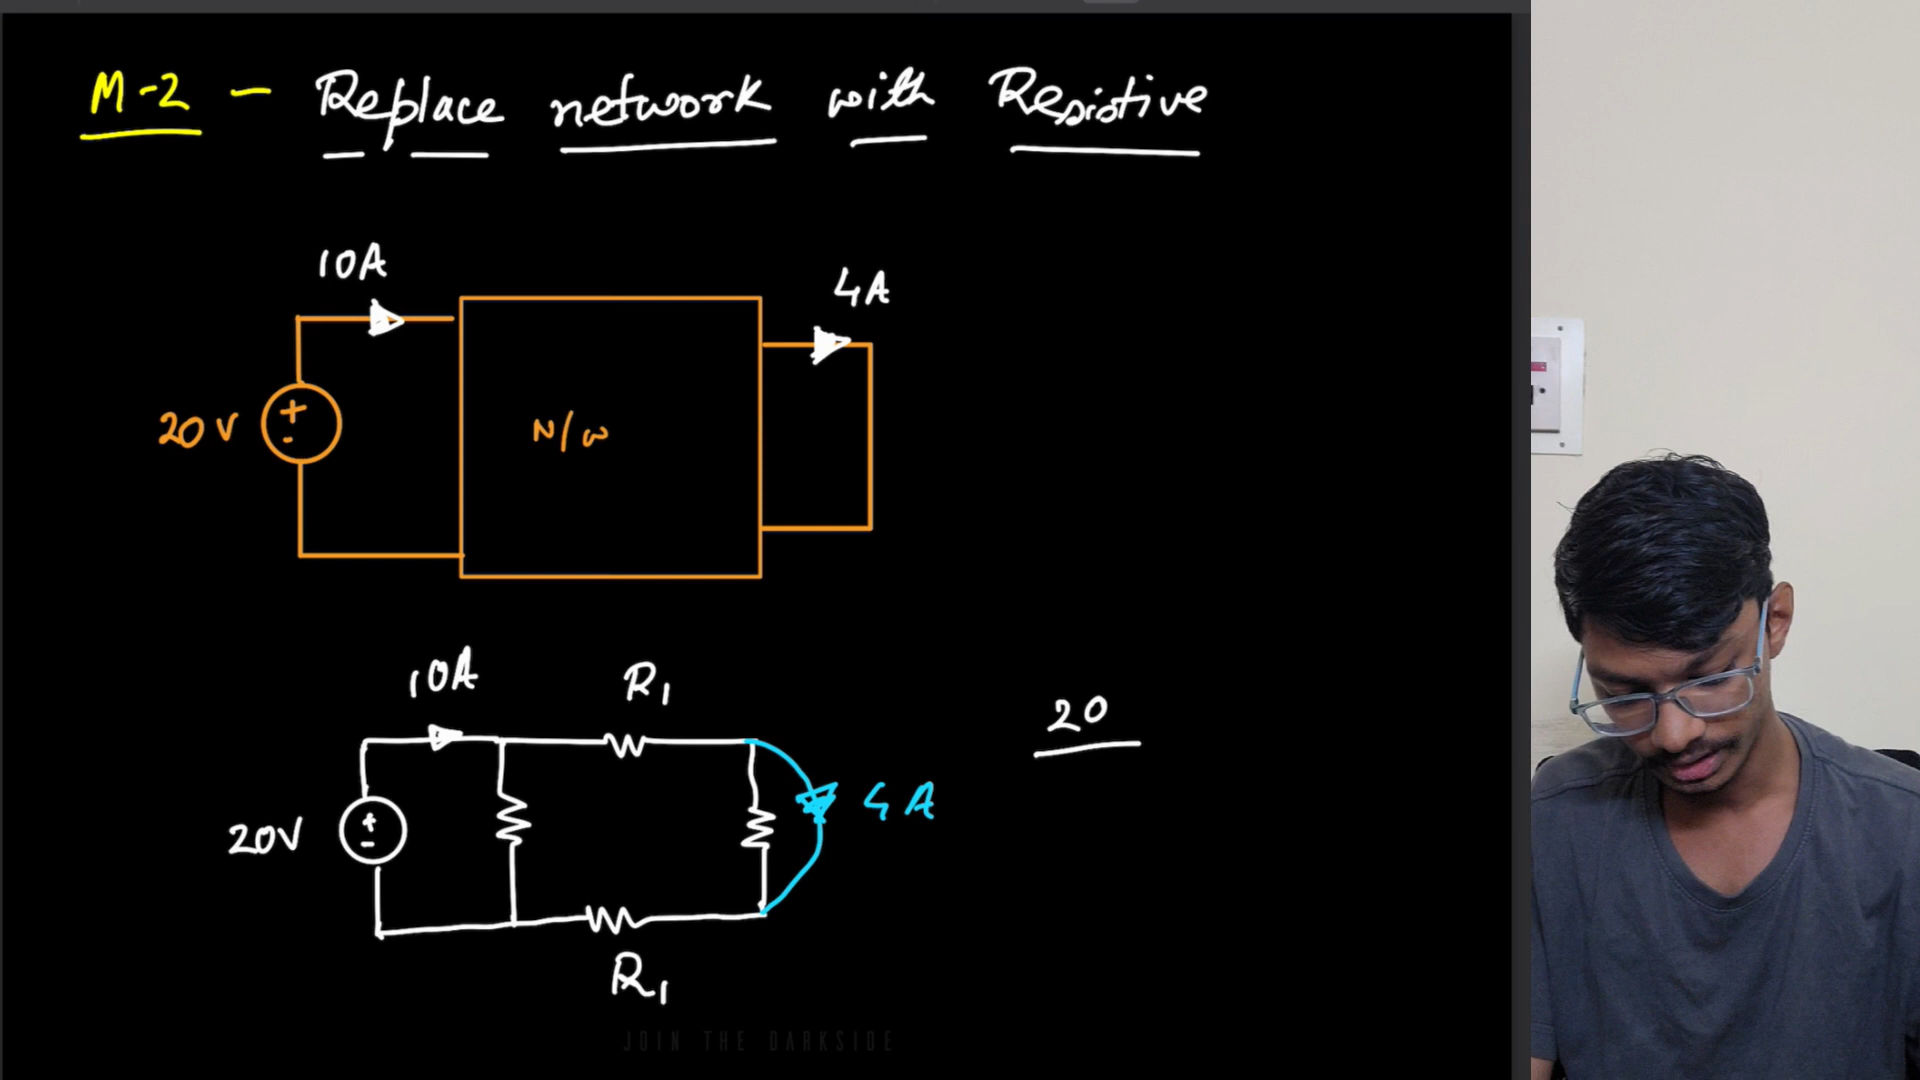 M-2 - Replace network with Resistive
10A
4A
20V
+
-
N/w
10A
R1
20
20V
+
-
4A
R1
JOIN THE DARKSIDE